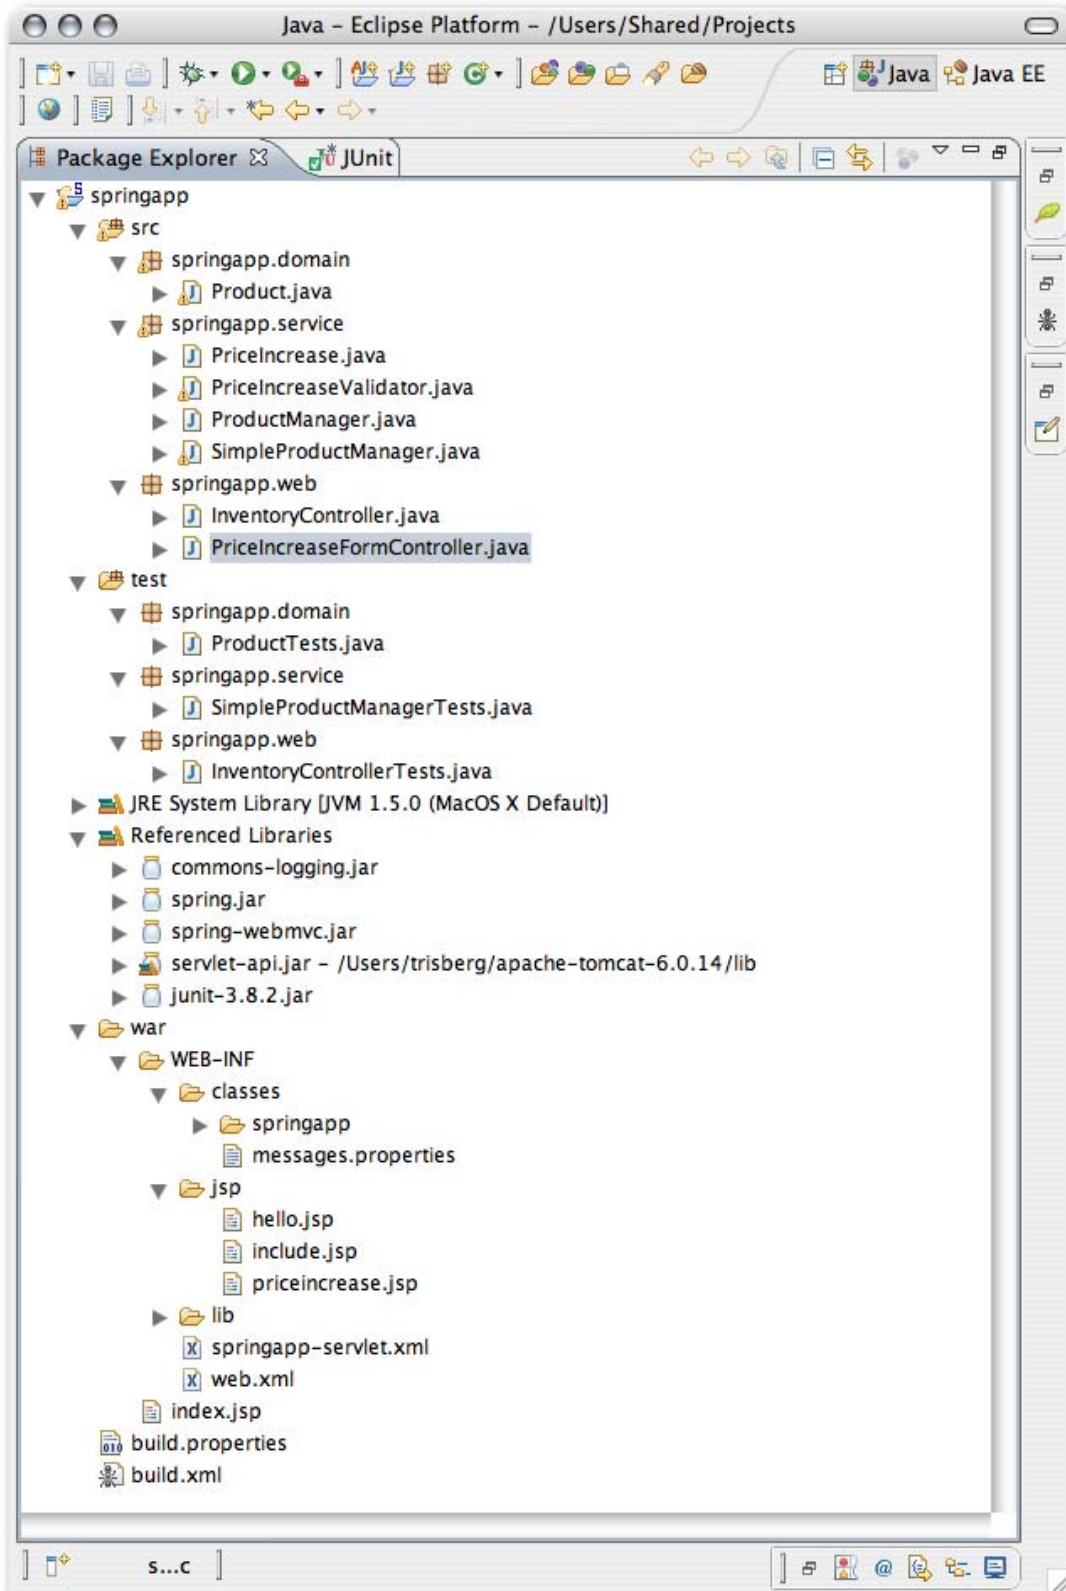 Java – Eclipse Platform – /Users/Shared/Projects
Java Java EE
Package Explorer JUnit
springapp
src
springapp.domain
Product.java
springapp.service
PriceIncrease.java
PriceIncreaseValidator.java
ProductManager.java
SimpleProductManager.java
springapp.web
InventoryController.java
PriceIncreaseFormController.java
test
springapp.domain
ProductTests.java
springapp.service
SimpleProductManagerTests.java
springapp.web
InventoryControllerTests.java
JRE System Library [JVM 1.5.0 (MacOS X Default)]
Referenced Libraries
commons-logging.jar
spring.jar
spring-webmvc.jar
servlet-api.jar – /Users/trisberg/apache-tomcat-6.0.14/lib
junit-3.8.2.jar
war
WEB-INF
classes
springapp
messages.properties
jsp
hello.jsp
include.jsp
priceincrease.jsp
lib
springapp-servlet.xml
web.xml
index.jsp
build.properties
build.xml
s...c